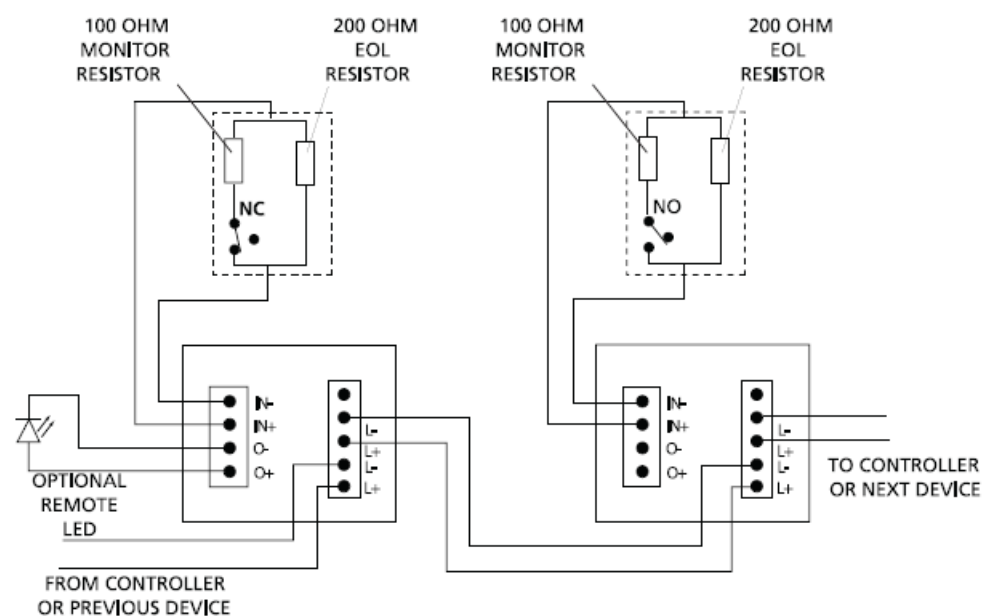 100 OHM
MONITOR
RESISTOR
200 OHM
EOL
RESISTOR
100 OHM
MONITOR
RESISTOR
200 OHM
EOL
RESISTOR
NC
NO
IN-
IN+
O-
O+
L-
L+
L-
L+
IN-
IN+
O-
O+
L-
L+
L-
L+
OPTIONAL
REMOTE
LED
TO CONTROLLER
OR NEXT DEVICE
FROM CONTROLLER
OR PREVIOUS DEVICE